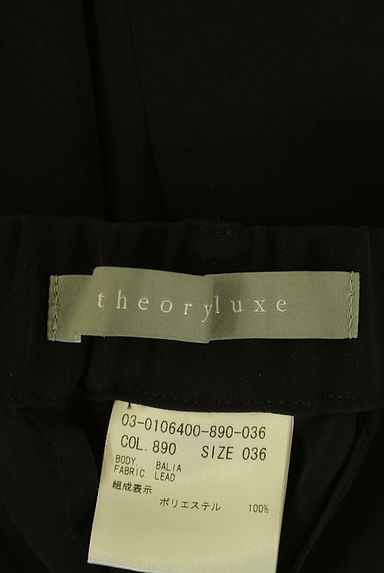 theoryluxe
03-0106400-890-036
COL. 890 SIZE 036
BODY BALIA
FABRIC. LEAD
組成表示
ポリエステル 100%